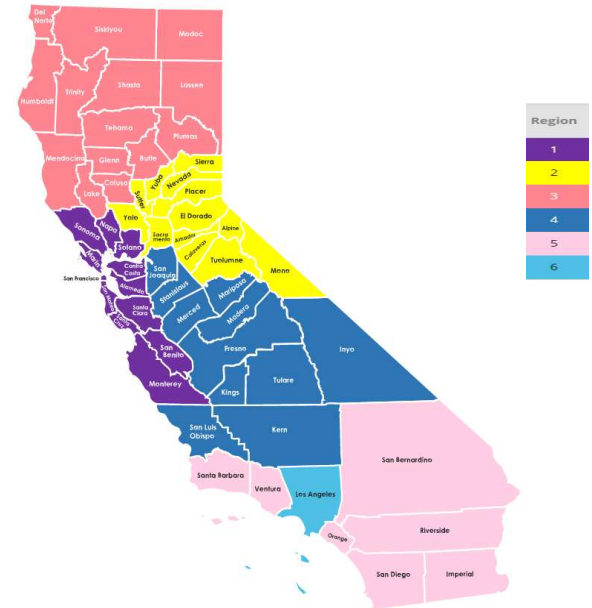 Del
Norte
Siskiyou
Modoc
Humboldt
Trinity
Shasta
Lassen
Tehama
Plumas
Mendocino
Glenn
Butte
Sierra
Lake
Colusa
Sutter
Yuba
Nevada
Placer
Yolo
El Dorado
Sonoma
Napa
Solano
Sacra
mento
Amador
Alpine
Calaveras
Tuolumne
Mono
Marin
Contra
Costa
San
Joaquin
San Francisco
Alameda
Stanislaus
Mariposa
San Mateo
Santa
Clara
Santa
Cruz
Merced
Madera
San
Benito
Fresno
Inyo
Monterey
Kings
Tulare
San Luis
Obispo
Kern
San Bernardino
Santa Barbara
Ventura
Los Angeles
Orange
Riverside
San Diego
Imperial
Region
1
2
3
4
5
6